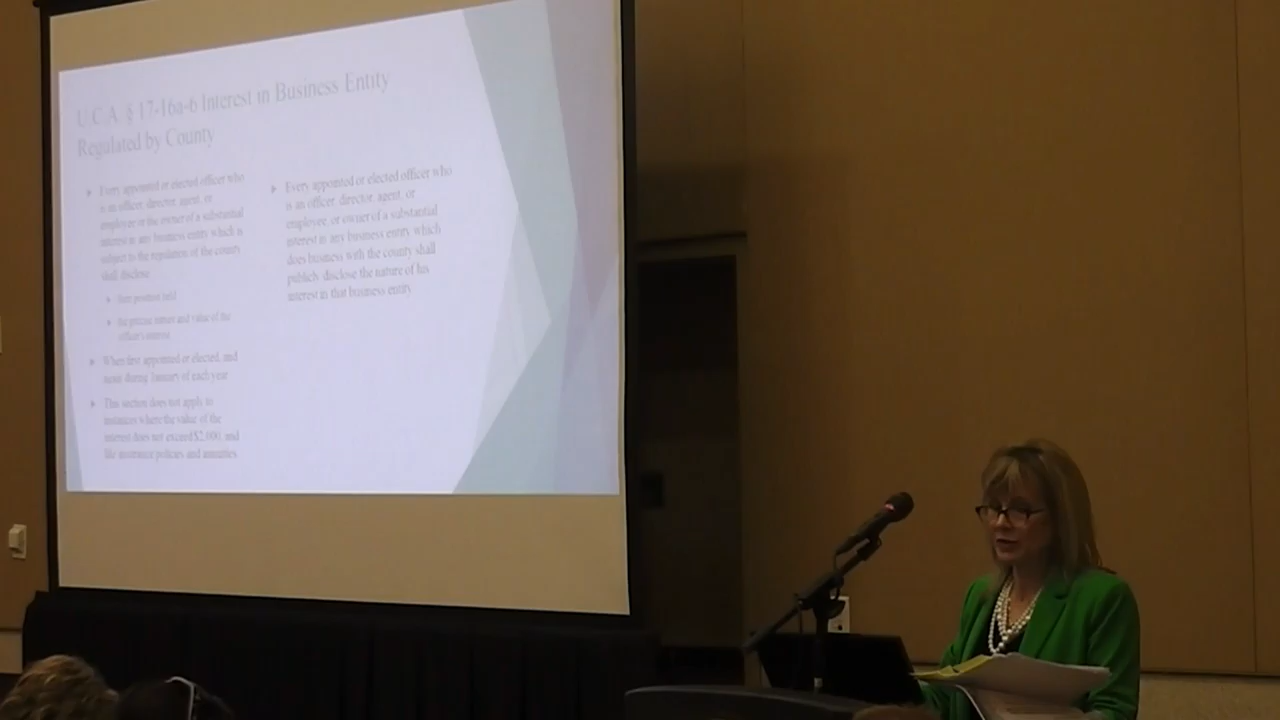 U.C.A. § 17-16a-6 Interest in Business Entity
Regulated by County
Every appointed or elected officer who
is an officer, director, agent, or
employee or the owner of a substantial
interest in any business entity which is
subject to the regulation of the county
shall disclose
their position held
the precise nature and value of the
officer's interest
When first appointed or elected, and
again during January of each year
This section does not apply to
instances where the value of the
interest does not exceed $2,000, and
life insurance policies and annuities
Every appointed or elected officer who
is an officer, director, agent, or
employee, or owner of a substantial
interest in any business entity which
does business with the county shall
publicly disclose the nature of his
interest in that business entity